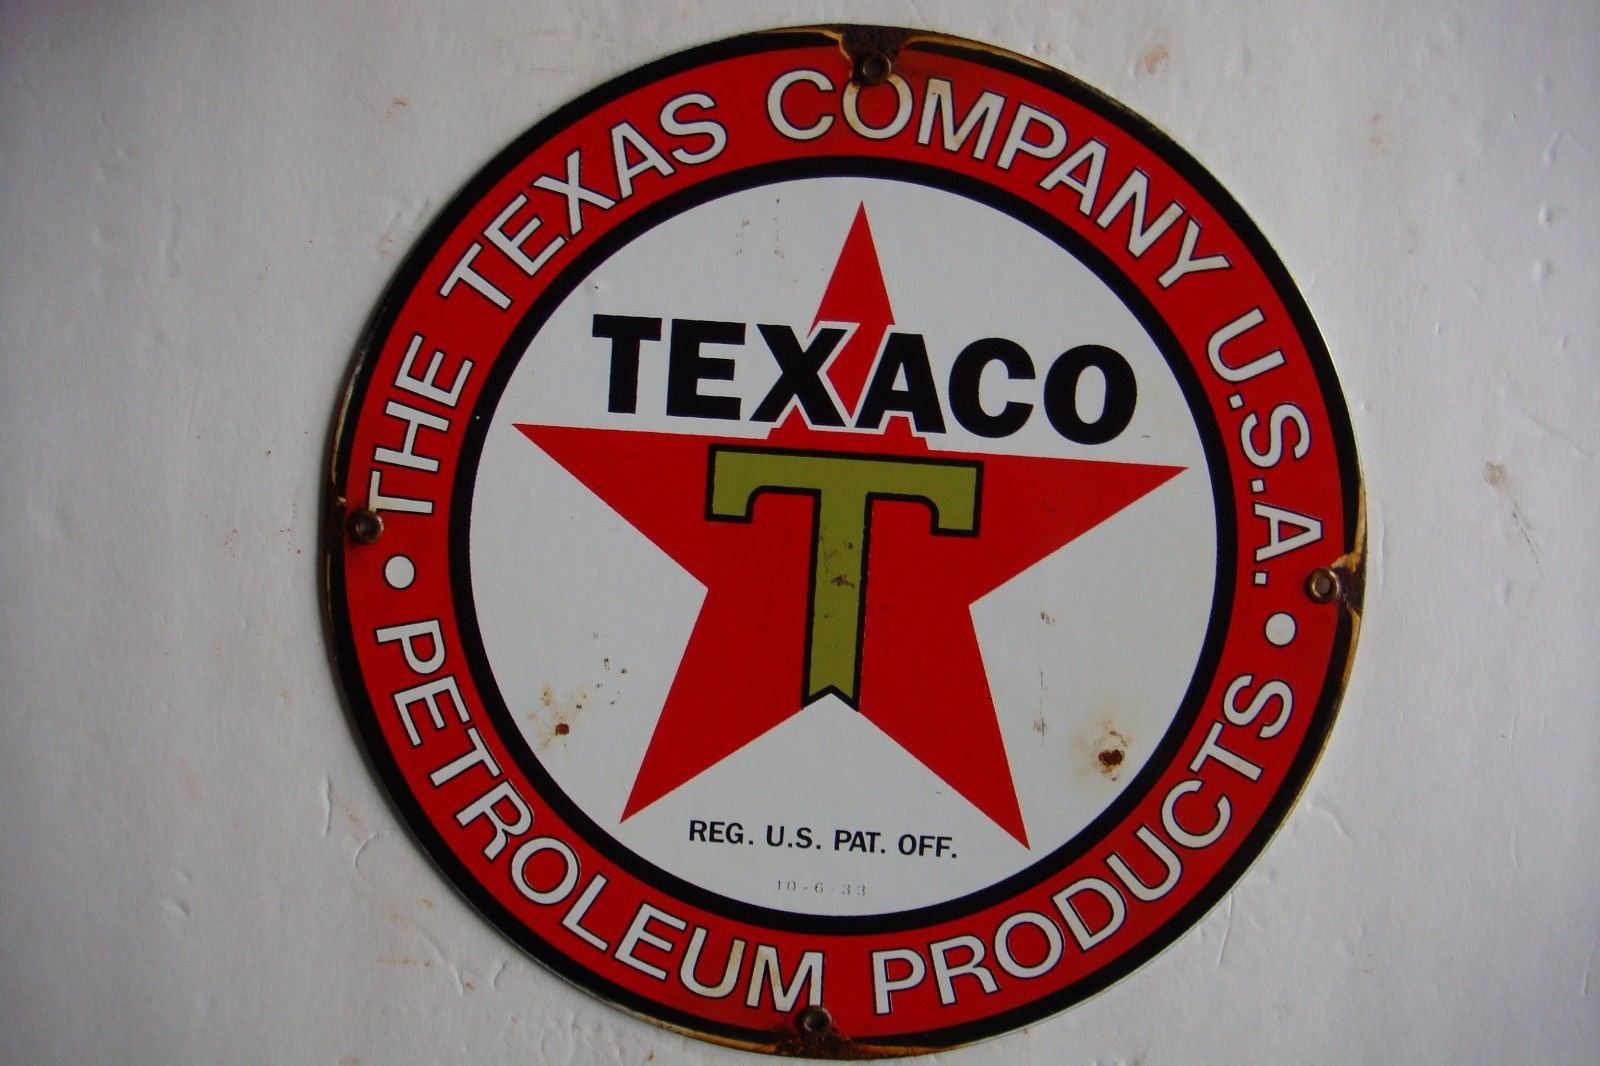 • THE TEXAS COMPANY U.S.A. •
TEXACO
T
REG. U.S. PAT. OFF.
10-6-33
PETROLEUM PRODUCTS